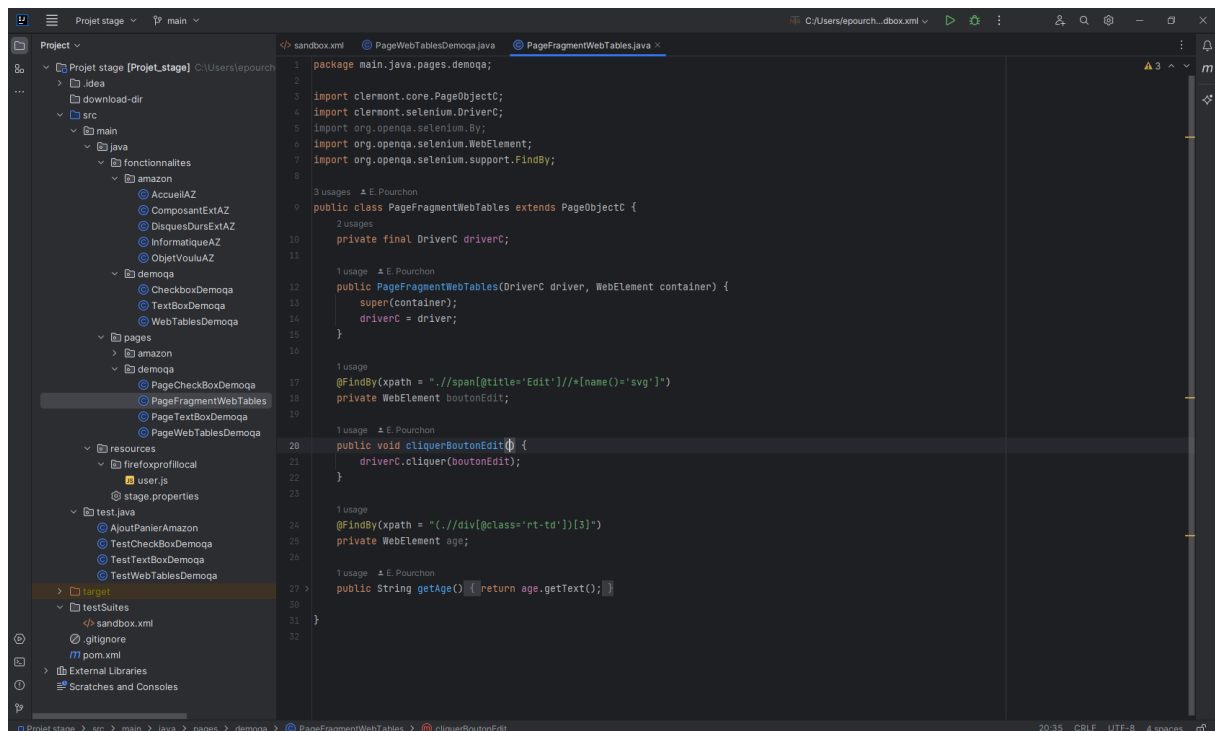 Projet stage main C:/Users/epourch...dbox.xml
Project
sandbox.xml PageWebTablesDemoqa.java PageFragmentWebTables.java
Projet stage [Projet_stage] C:\Users\epourch
.idea
download-dir
src
main
java
fonctionnalites
amazon
AccueilAZ
ComposantExtAZ
DisquesDursExtAZ
InformatiqueAZ
ObjetVouluAZ
demoqa
CheckboxDemoqa
TextBoxDemoqa
WebTablesDemoqa
pages
amazon
demoqa
PageCheckBoxDemoqa
PageFragmentWebTables
PageTextBoxDemoqa
PageWebTablesDemoqa
resources
firefoxprofillocal
user.js
stage.properties
test.java
AjoutPanierAmazon
TestCheckBoxDemoqa
TestTextBoxDemoqa
TestWebTablesDemoqa
target
testSuites
sandbox.xml
.gitignore
pom.xml
External Libraries
Scratches and Consoles
3
1 package main.java.pages.demoqa;
2
3 import clermont.core.PageObjectC;
4 import clermont.selenium.DriverC;
5 import org.openqa.selenium.By;
6 import org.openqa.selenium.WebElement;
7 import org.openqa.selenium.support.FindBy;
8
3 usages E. Pourchon
9 public class PageFragmentWebTables extends PageObjectC {
2 usages
10 private final DriverC driverC;
11
1 usage E. Pourchon
12 public PageFragmentWebTables(DriverC driver, WebElement container) {
13 super(container);
14 driverC = driver;
15 }
16
1 usage
17 @FindBy(xpath = ".//span[@title='Edit']//*[name()='svg']")
18 private WebElement boutonEdit;
19
1 usage E. Pourchon
20 public void cliquerBoutonEdit() {
21 driverC.cliquer(boutonEdit);
22 }
23
1 usage
24 @FindBy(xpath = "(.//div[@class='rt-td'])[3]")
25 private WebElement age;
26
1 usage E. Pourchon
27 public String getAge() { return age.getText(); }
30
31 }
32
Projet stage > src > main > java > pages > demoqa > PageFragmentWebTables > cliquerBoutonEdit 20:35 CRLF UTF-8 4 spaces